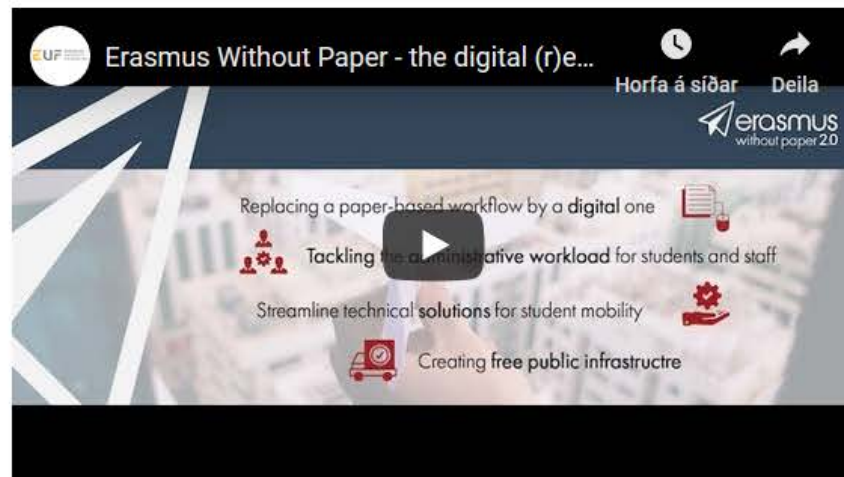 EUF
Erasmus Without Paper - the digital (r)e...
Horfa á síðar
Deila
erasmus
without paper 2.0
Replacing a paper-based workflow by a digital one
Tackling the administrative workload for students and staff
Streamline technical solutions for student mobility
Creating free public infrastructre